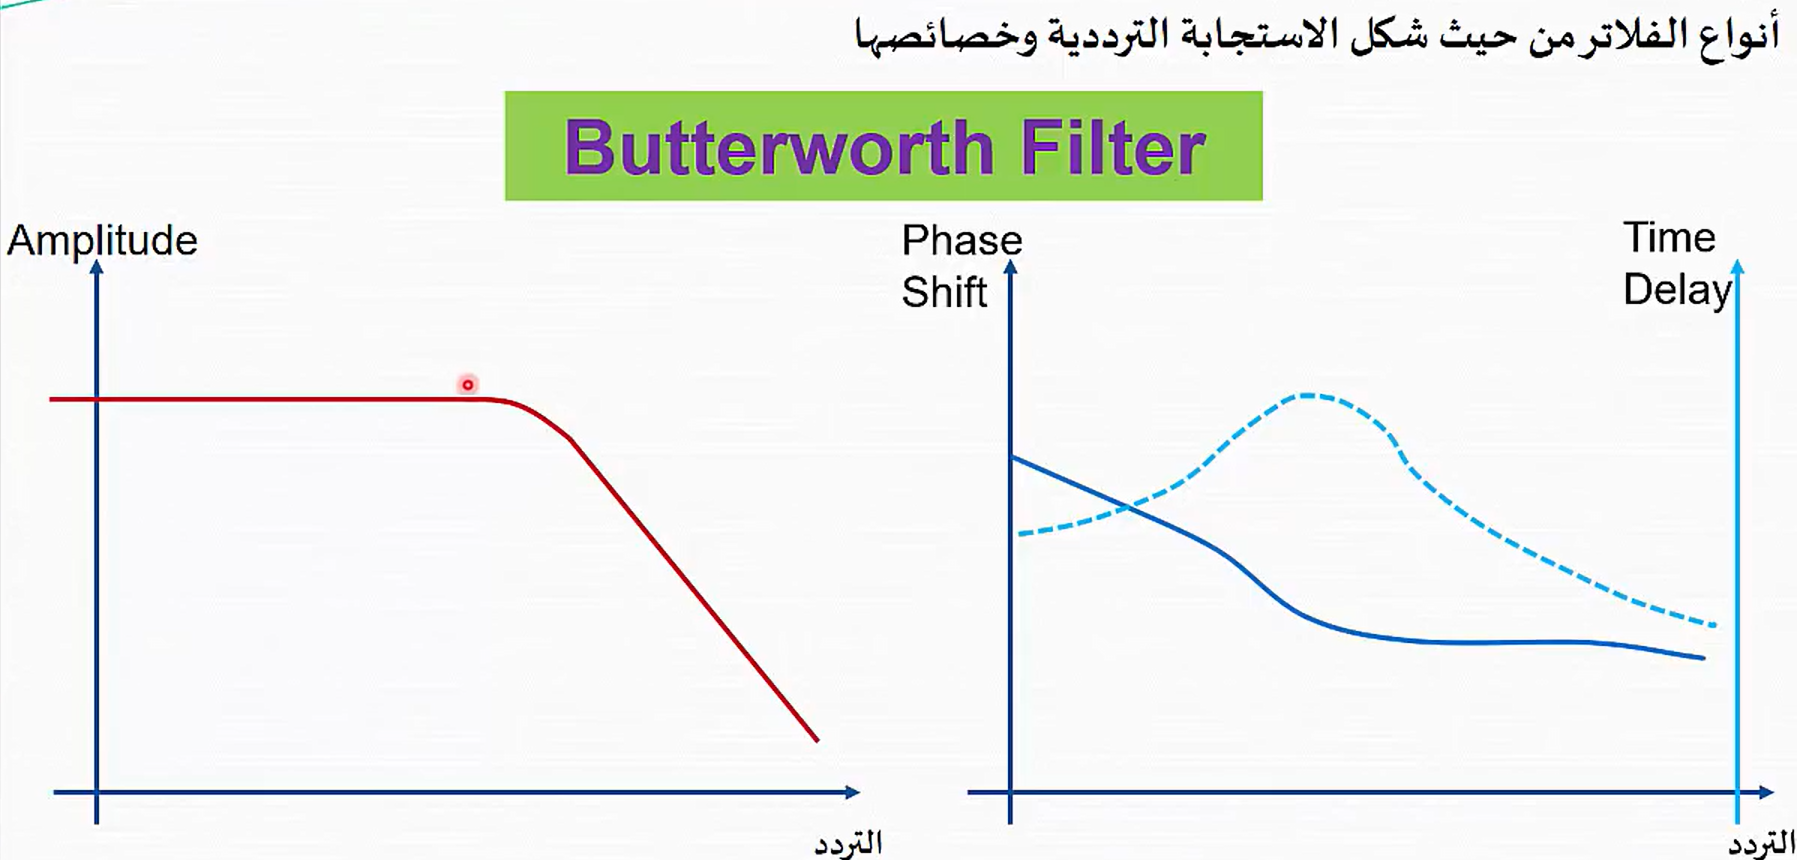 أنواع الفلاتر من حيث شكل الاستجابة الترددية وخصائصها
Butterworth Filter
Amplitude
التردد
Phase
Shift
Time
Delay
التردد